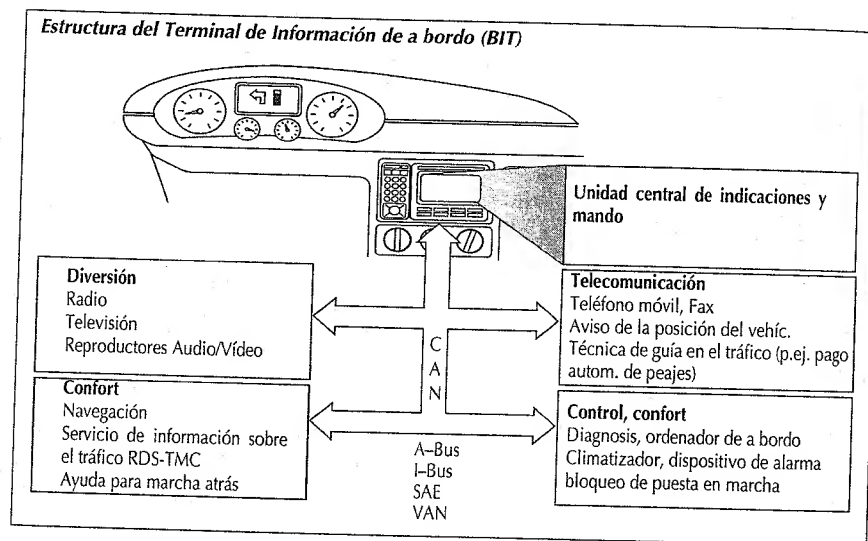 Estructura del Terminal de Información de a bordo (BIT)
Unidad central de indicaciones y
mando
Diversión
Radio
Televisión
Reproductores Audio/Vídeo
Telecomunicación
Teléfono móvil, Fax
Aviso de la posición del vehíc.
Técnica de guía en el tráfico (p.ej. pago
autom. de peajes)
C
A
N
Confort
Navegación
Servicio de información sobre
el tráfico RDS-TMC
Ayuda para marcha atrás
Control, confort
Diagnosis, ordenador de a bordo
Climatizador, dispositivo de alarma
bloqueo de puesta en marcha
A–Bus
I–Bus
SAE
VAN